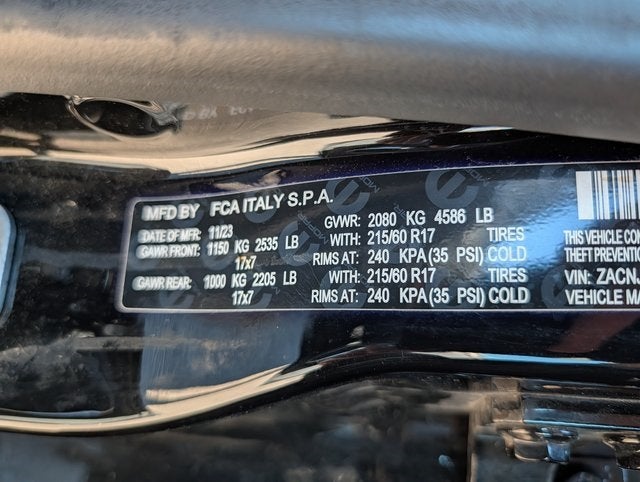 MFD BY FCA ITALY S.P.A.
DATE OF MFR: 11/23 GVWR: 2080 KG 4586 LB
GAWR FRONT: 1150 KG 2535 LB WITH: 215/60 R17 TIRES
17x7 RIMS AT: 240 KPA(35 PSI) COLD
GAWR REAR: 1000 KG 2205 LB WITH: 215/60 R17 TIRES
17x7 RIMS AT: 240 KPA(35 PSI) COLD
THIS VEHICLE CON
THEFT PREVENTIO
VIN: ZACNJ
VEHICLE MA